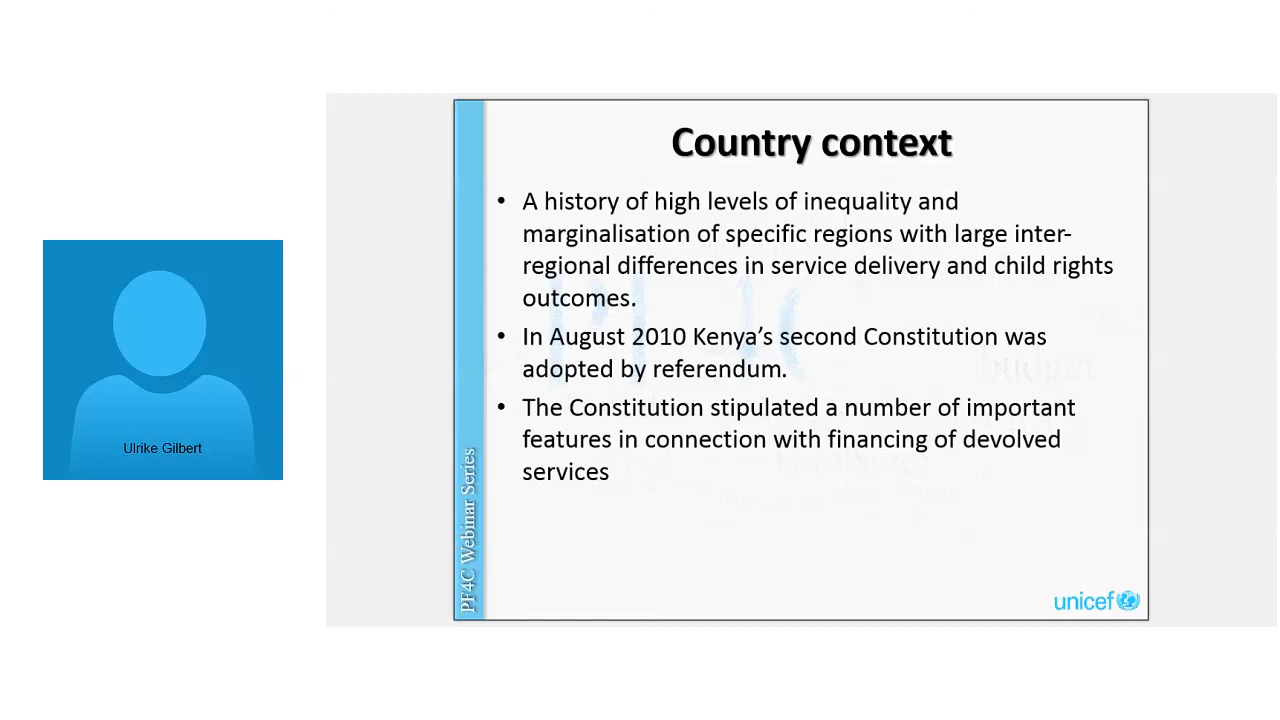 Country context
• A history of high levels of inequality and
marginalisation of specific regions with large inter-
regional differences in service delivery and child rights
outcomes.
• In August 2010 Kenya’s second Constitution was
adopted by referendum.
• The Constitution stipulated a number of important
features in connection with financing of devolved
services
Ulrike Gilbert
PF4C Webinar Series
budget
unicef